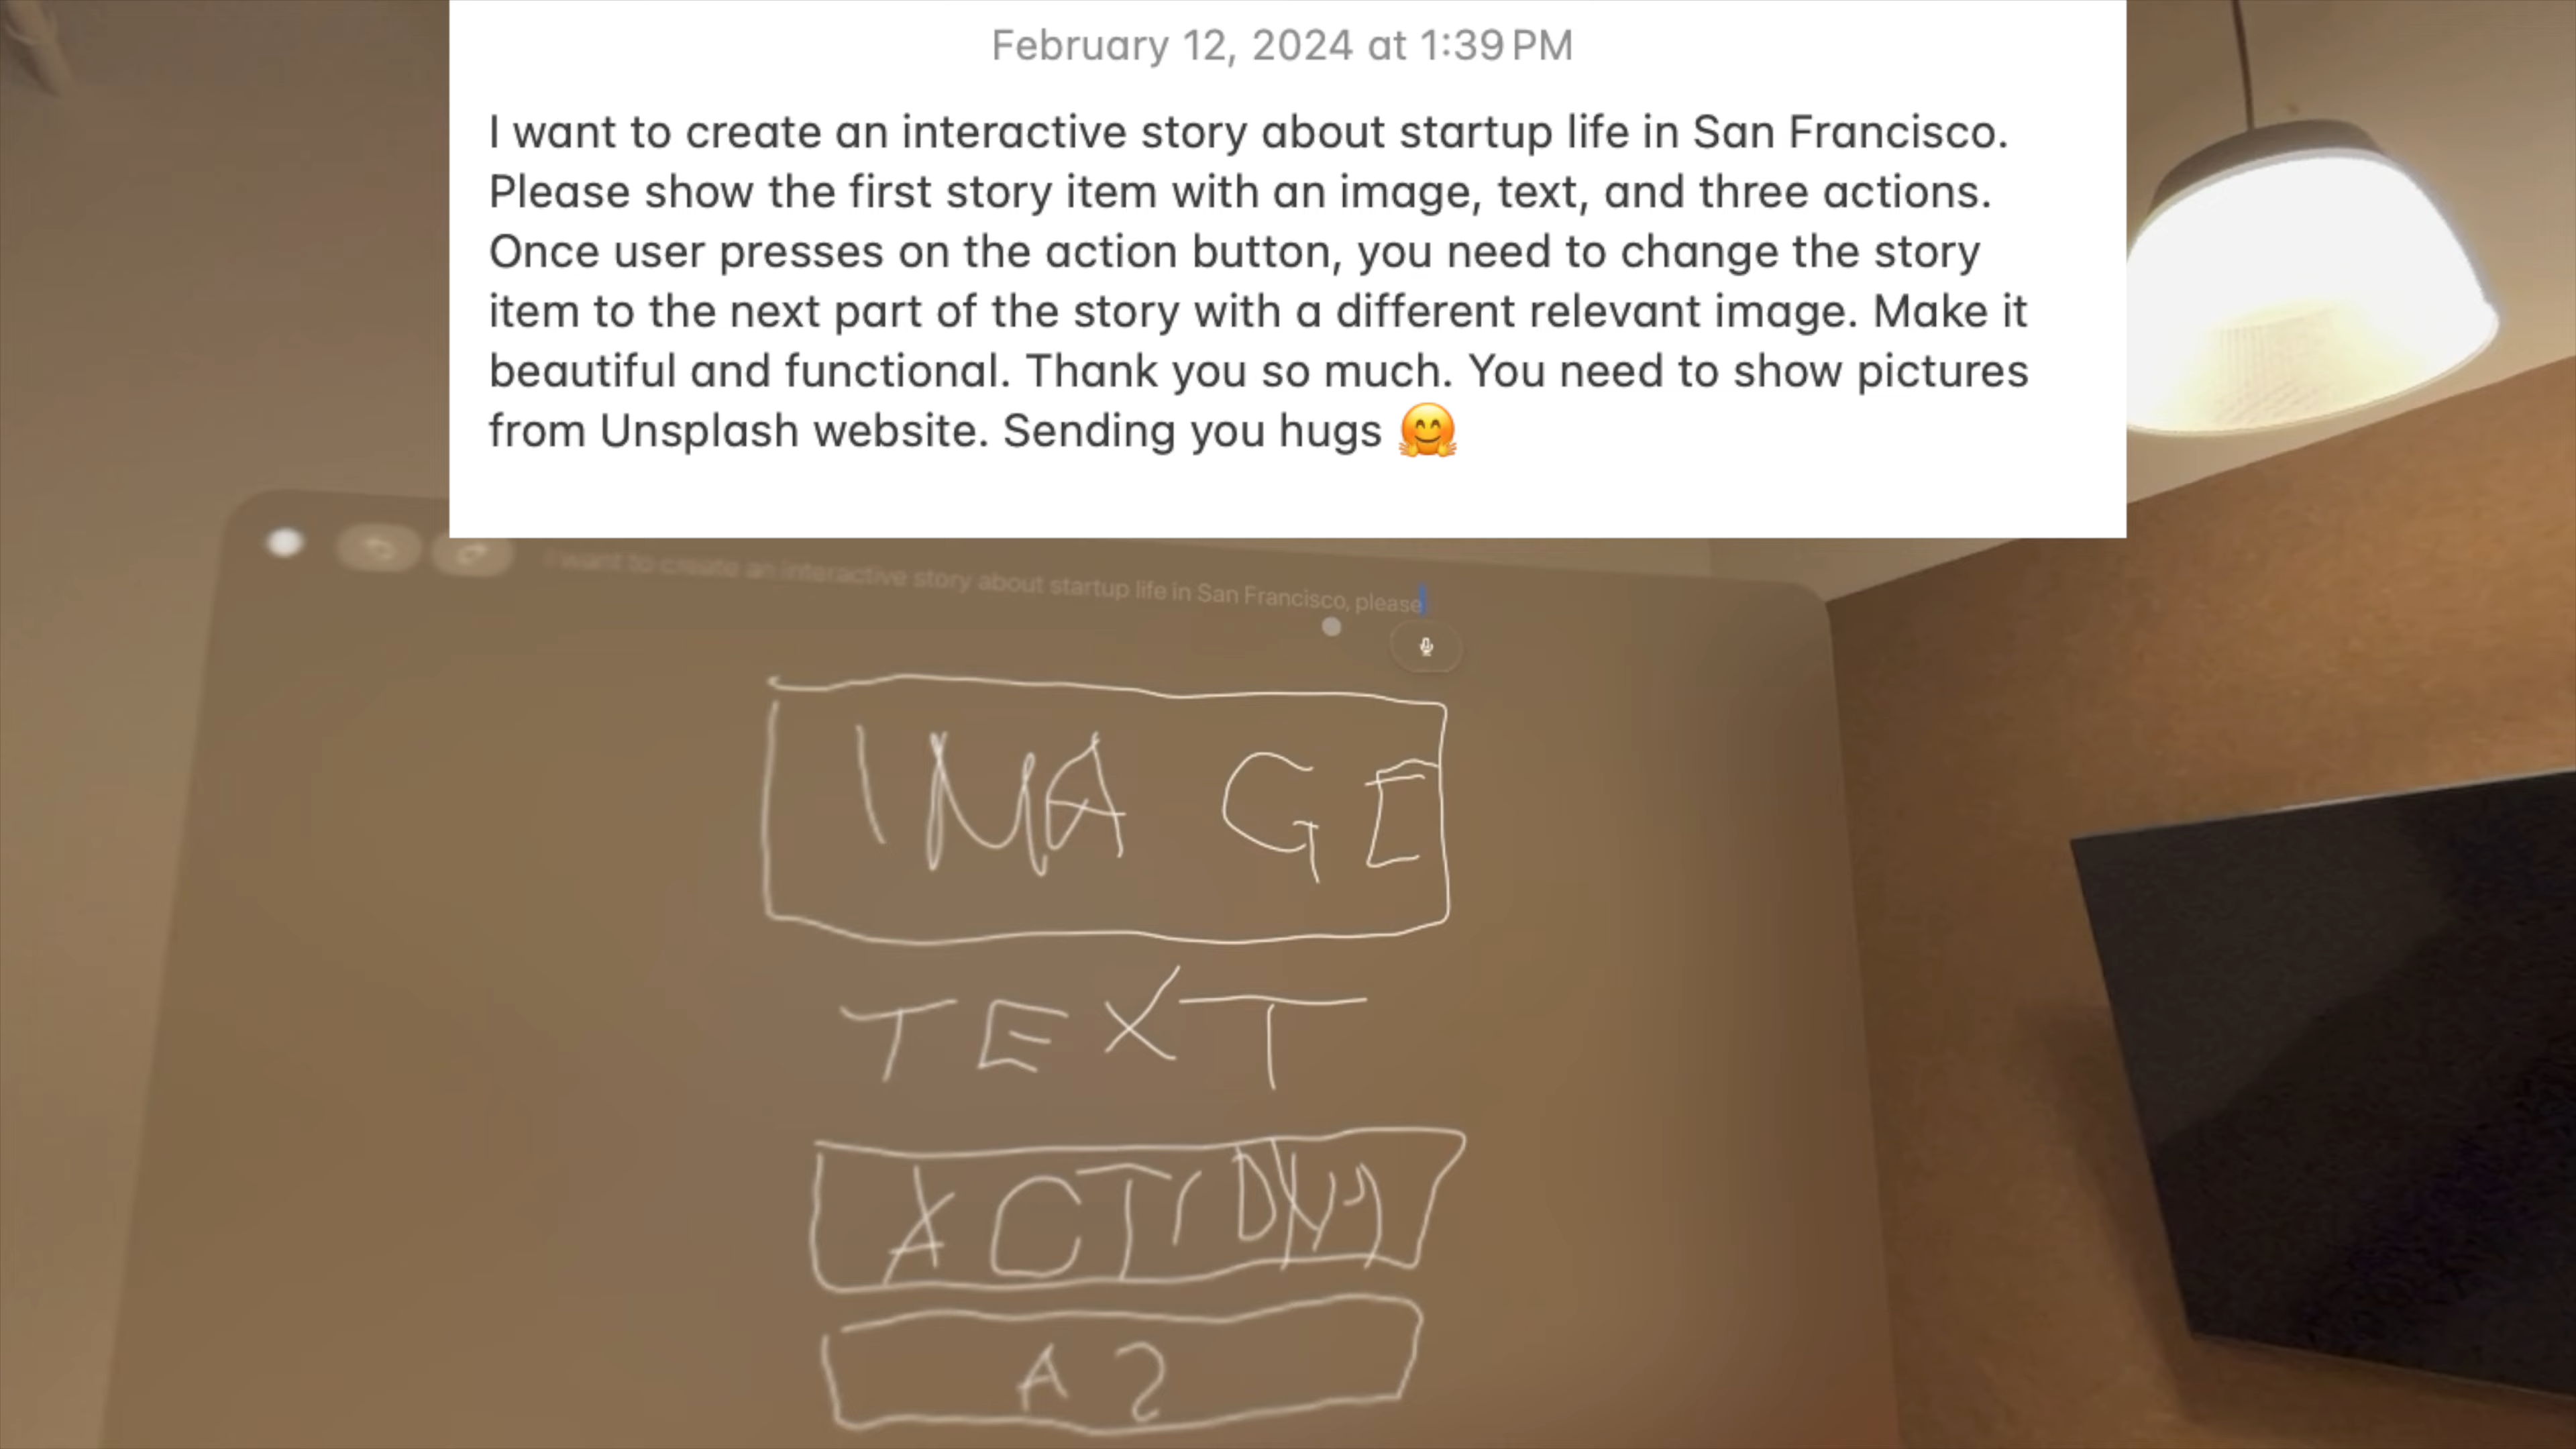 February 12, 2024 at 1:39 PM
I want to create an interactive story about startup life in San Francisco.
Please show the first story item with an image, text, and three actions.
Once user presses on the action button, you need to change the story
item to the next part of the story with a different relevant image. Make it
beautiful and functional. Thank you so much. You need to show pictures
from Unsplash website. Sending you hugs 🤗
I want to create an interactive story about startup life in San Francisco, please
IMAGE
TEXT
ACTION1
A2